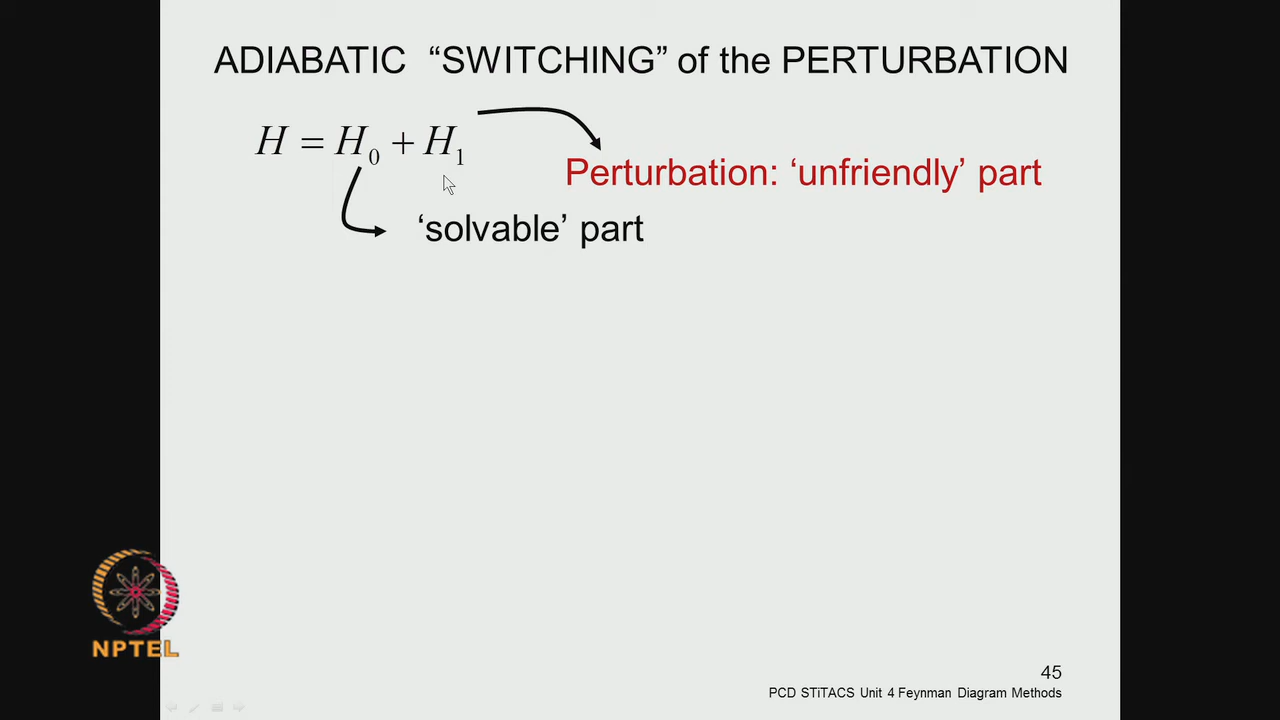 ADIABATIC “SWITCHING” of the PERTURBATION
H = H₀ + H₁
Perturbation: ‘unfriendly’ part
‘solvable’ part
NPTEL
45
PCD STiTACS Unit 4 Feynman Diagram Methods